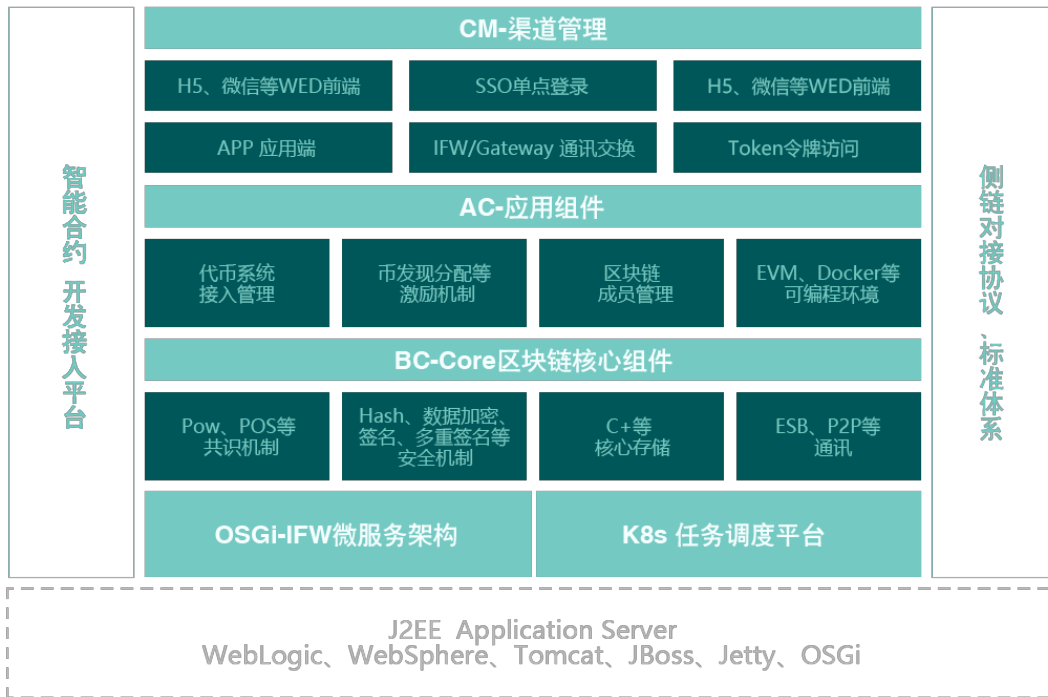 CM-渠道管理
H5、微信等WED前端
SSO单点登录
H5、微信等WED前端
APP 应用端
IFW/Gateway 通讯交换
Token令牌访问
AC-应用组件
代币系统
接入管理
币发现分配等
激励机制
区块链
成员管理
EVM、Docker等
可编程环境
BC-Core区块链核心组件
Pow、POS等
共识机制
Hash、数据加密、
签名、多重签名等
安全机制
C+等
核心存储
ESB、P2P等
通讯
OSGi-IFW微服务架构
K8s 任务调度平台
智能合约 开发接入平台
侧链对接协议、标准体系
J2EE Application Server
WebLogic、WebSphere、Tomcat、JBoss、Jetty、OSGi